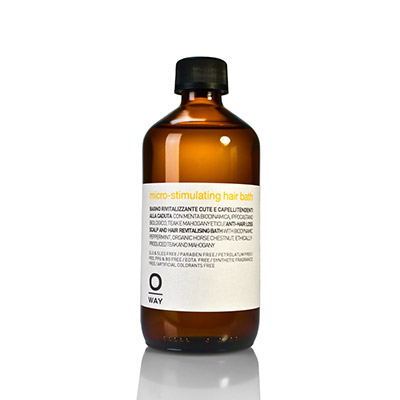 micro-stimulating hair bath
BAGNO RIVITALIZZANTE CUTE E CAPELLI TENDENTI
ALLA CADUTA CON MENTA BIODINAMICA, IPPOCASTANO
BIOLOGICO, TEAK E MAHOGANY ETICI/ ANTI-HAIR LOSS
SCALP AND HAIR REVITALISING BATH WITH BIODYNAMIC
PEPPERMINT, ORGANIC HORSE CHESTNUT, ETHICALLY
PRODUCED TEAK AND MAHOGANY
SLS & SLES FREE / PARABEN FREE / PETROLATUM FREE
PEG, PPG & BG FREE / EDTA FREE / SYNTHETIC FRAGRANCE
FREE / ARTIFICIAL COLORANTS FREE
O
WAY